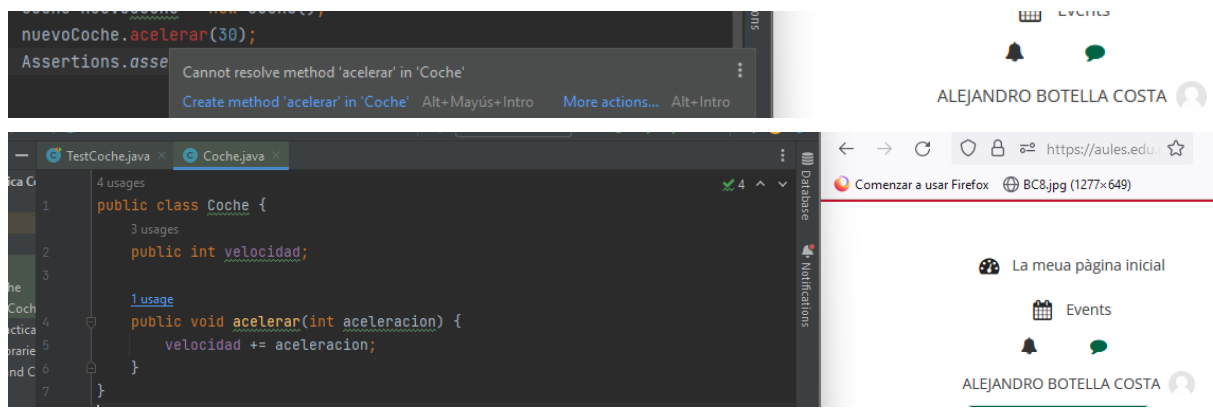 nuevoCoche.acelerar(30);
Assertions.asse
Cannot resolve method 'acelerar' in 'Coche'
Create method 'acelerar' in 'Coche' Alt+Mayús+Intro More actions... Alt+Intro
Events
ALEJANDRO BOTELLA COSTA
TestCoche.java
Coche.java
4 usages
4
1 public class Coche {
3 usages
2 public int velocidad;
3
1 usage
4 public void acelerar(int aceleracion) {
5 velocidad += aceleracion;
6 }
7 }
Database
Notifications
https://aules.edu
Comenzar a usar Firefox
BC8.jpg (1277×649)
La meua pàgina inicial
Events
ALEJANDRO BOTELLA COSTA